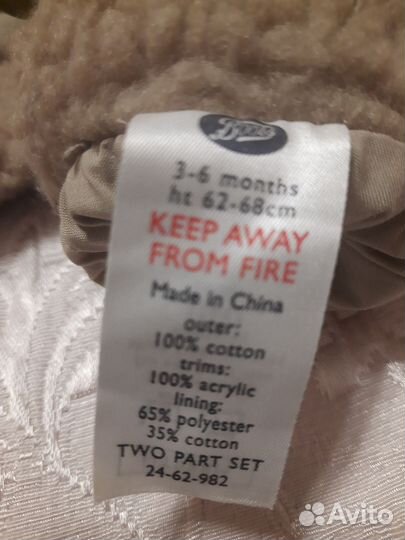 Boots
3-6 months
ht 62-68cm
KEEP AWAY
FROM FIRE
Made in China
outer:
100% cotton
trims:
100% acrylic
lining:
65% polyester
35% cotton
TWO PART SET
24-62-982
Avito